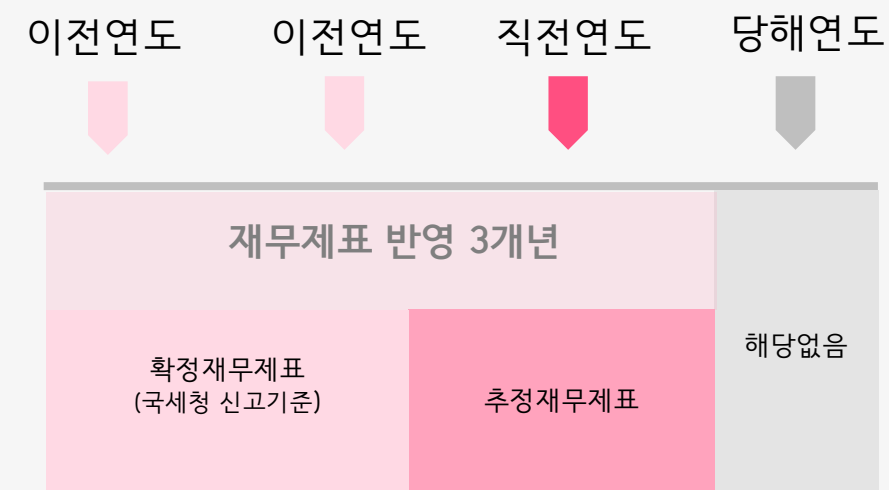 이전연도 이전연도 직전연도 당해연도
재무제표 반영 3개년
해당없음
확정재무제표
(국세청 신고기준)
추정재무제표